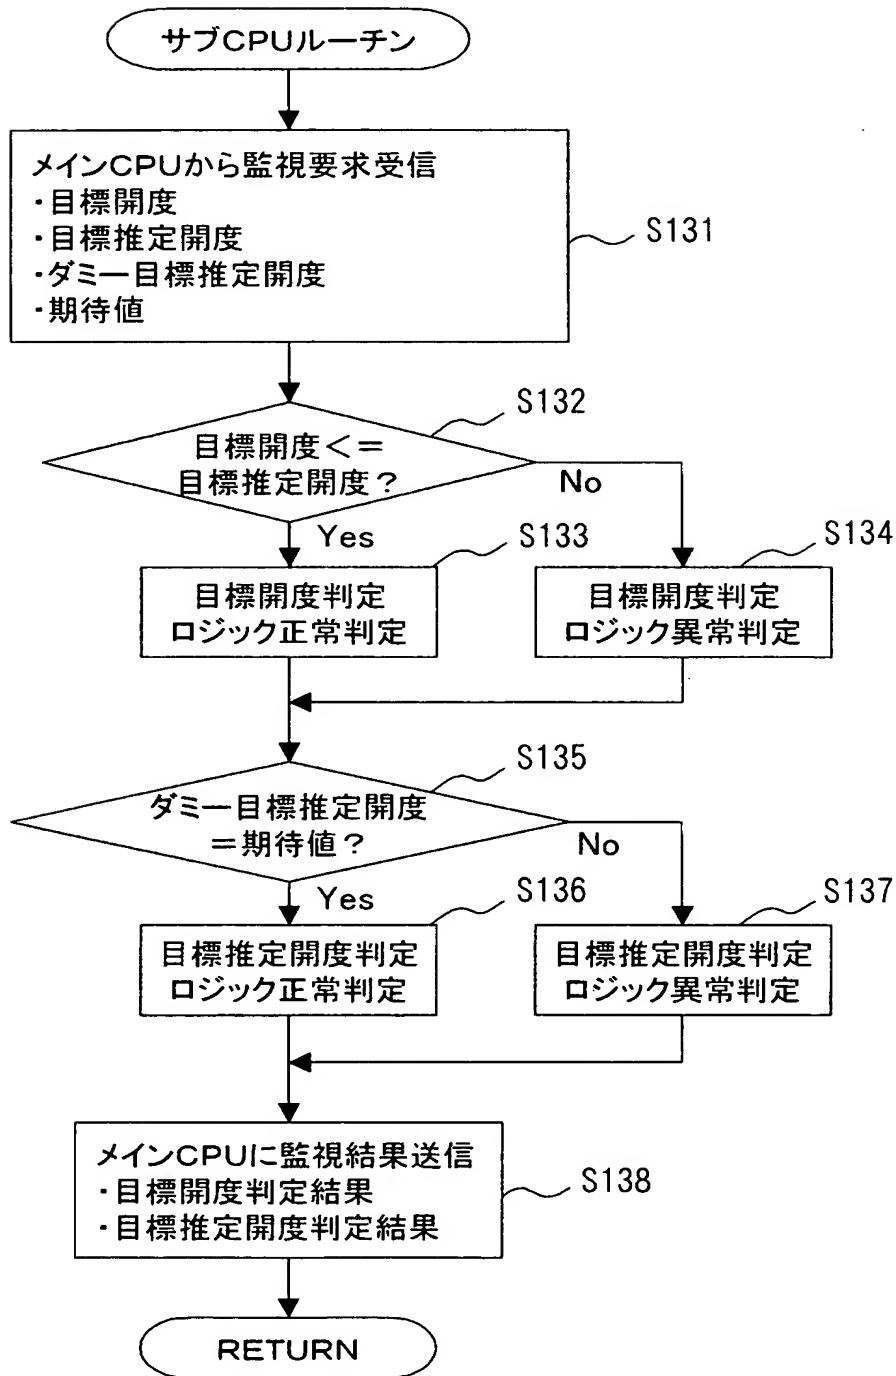 サブCPUルーチン
メインCPUから監視要求受信
・目標開度
・目標推定開度
・ダミー目標推定開度
・期待値
S131
S132
目標開度<=
目標推定開度?
No
Yes
S133
S134
目標開度判定
ロジック正常判定
目標開度判定
ロジック異常判定
S135
ダミー目標推定開度
=期待値?
No
Yes
S136
S137
目標推定開度判定
ロジック正常判定
目標推定開度判定
ロジック異常判定
メインCPUに監視結果送信
・目標開度判定結果
・目標推定開度判定結果
S138
RETURN